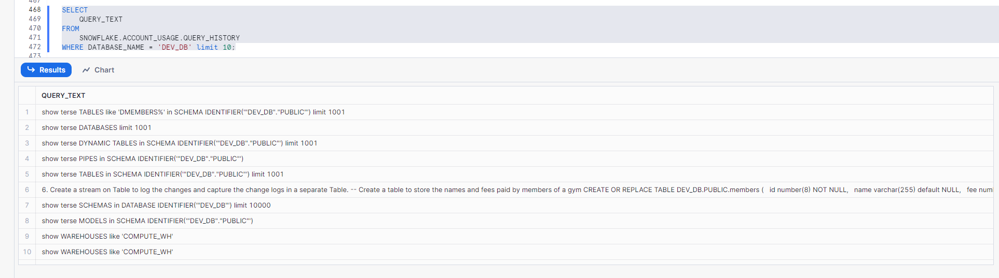 467
468 SELECT
469 QUERY_TEXT
470 FROM
471 SNOWFLAKE.ACCOUNT_USAGE.QUERY_HISTORY
472 WHERE DATABASE_NAME = 'DEV_DB' limit 10;
473
Results Chart
QUERY_TEXT
1 show terse TABLES like 'DMEMBERS%' in SCHEMA IDENTIFIER('"DEV_DB"."PUBLIC"') limit 1001
2 show terse DATABASES limit 1001
3 show terse DYNAMIC TABLES in SCHEMA IDENTIFIER('"DEV_DB"."PUBLIC"') limit 1001
4 show terse PIPES in SCHEMA IDENTIFIER('"DEV_DB"."PUBLIC"')
5 show terse TABLES in SCHEMA IDENTIFIER('"DEV_DB"."PUBLIC"') limit 1001
6 6. Create a stream on Table to log the changes and capture the change logs in a separate Table. -- Create a table to store the names and fees paid by members of a gym CREATE OR REPLACE TABLE DEV_DB.PUBLIC.members ( id number(8) NOT NULL, name varchar(255) default NULL, fee num
7 show terse SCHEMAS in DATABASE IDENTIFIER('"DEV_DB"') limit 10000
8 show terse MODELS in SCHEMA IDENTIFIER('"DEV_DB"."PUBLIC"')
9 show WAREHOUSES like 'COMPUTE_WH'
10 show WAREHOUSES like 'COMPUTE_WH'